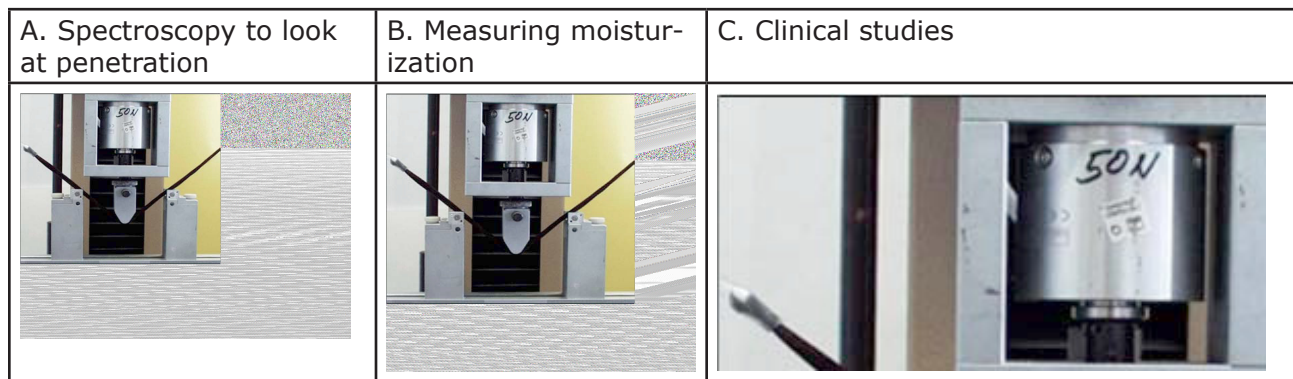 A. Spectroscopy to look
at penetration
B. Measuring moistur-
ization
C. Clinical studies
50N
50N
50N